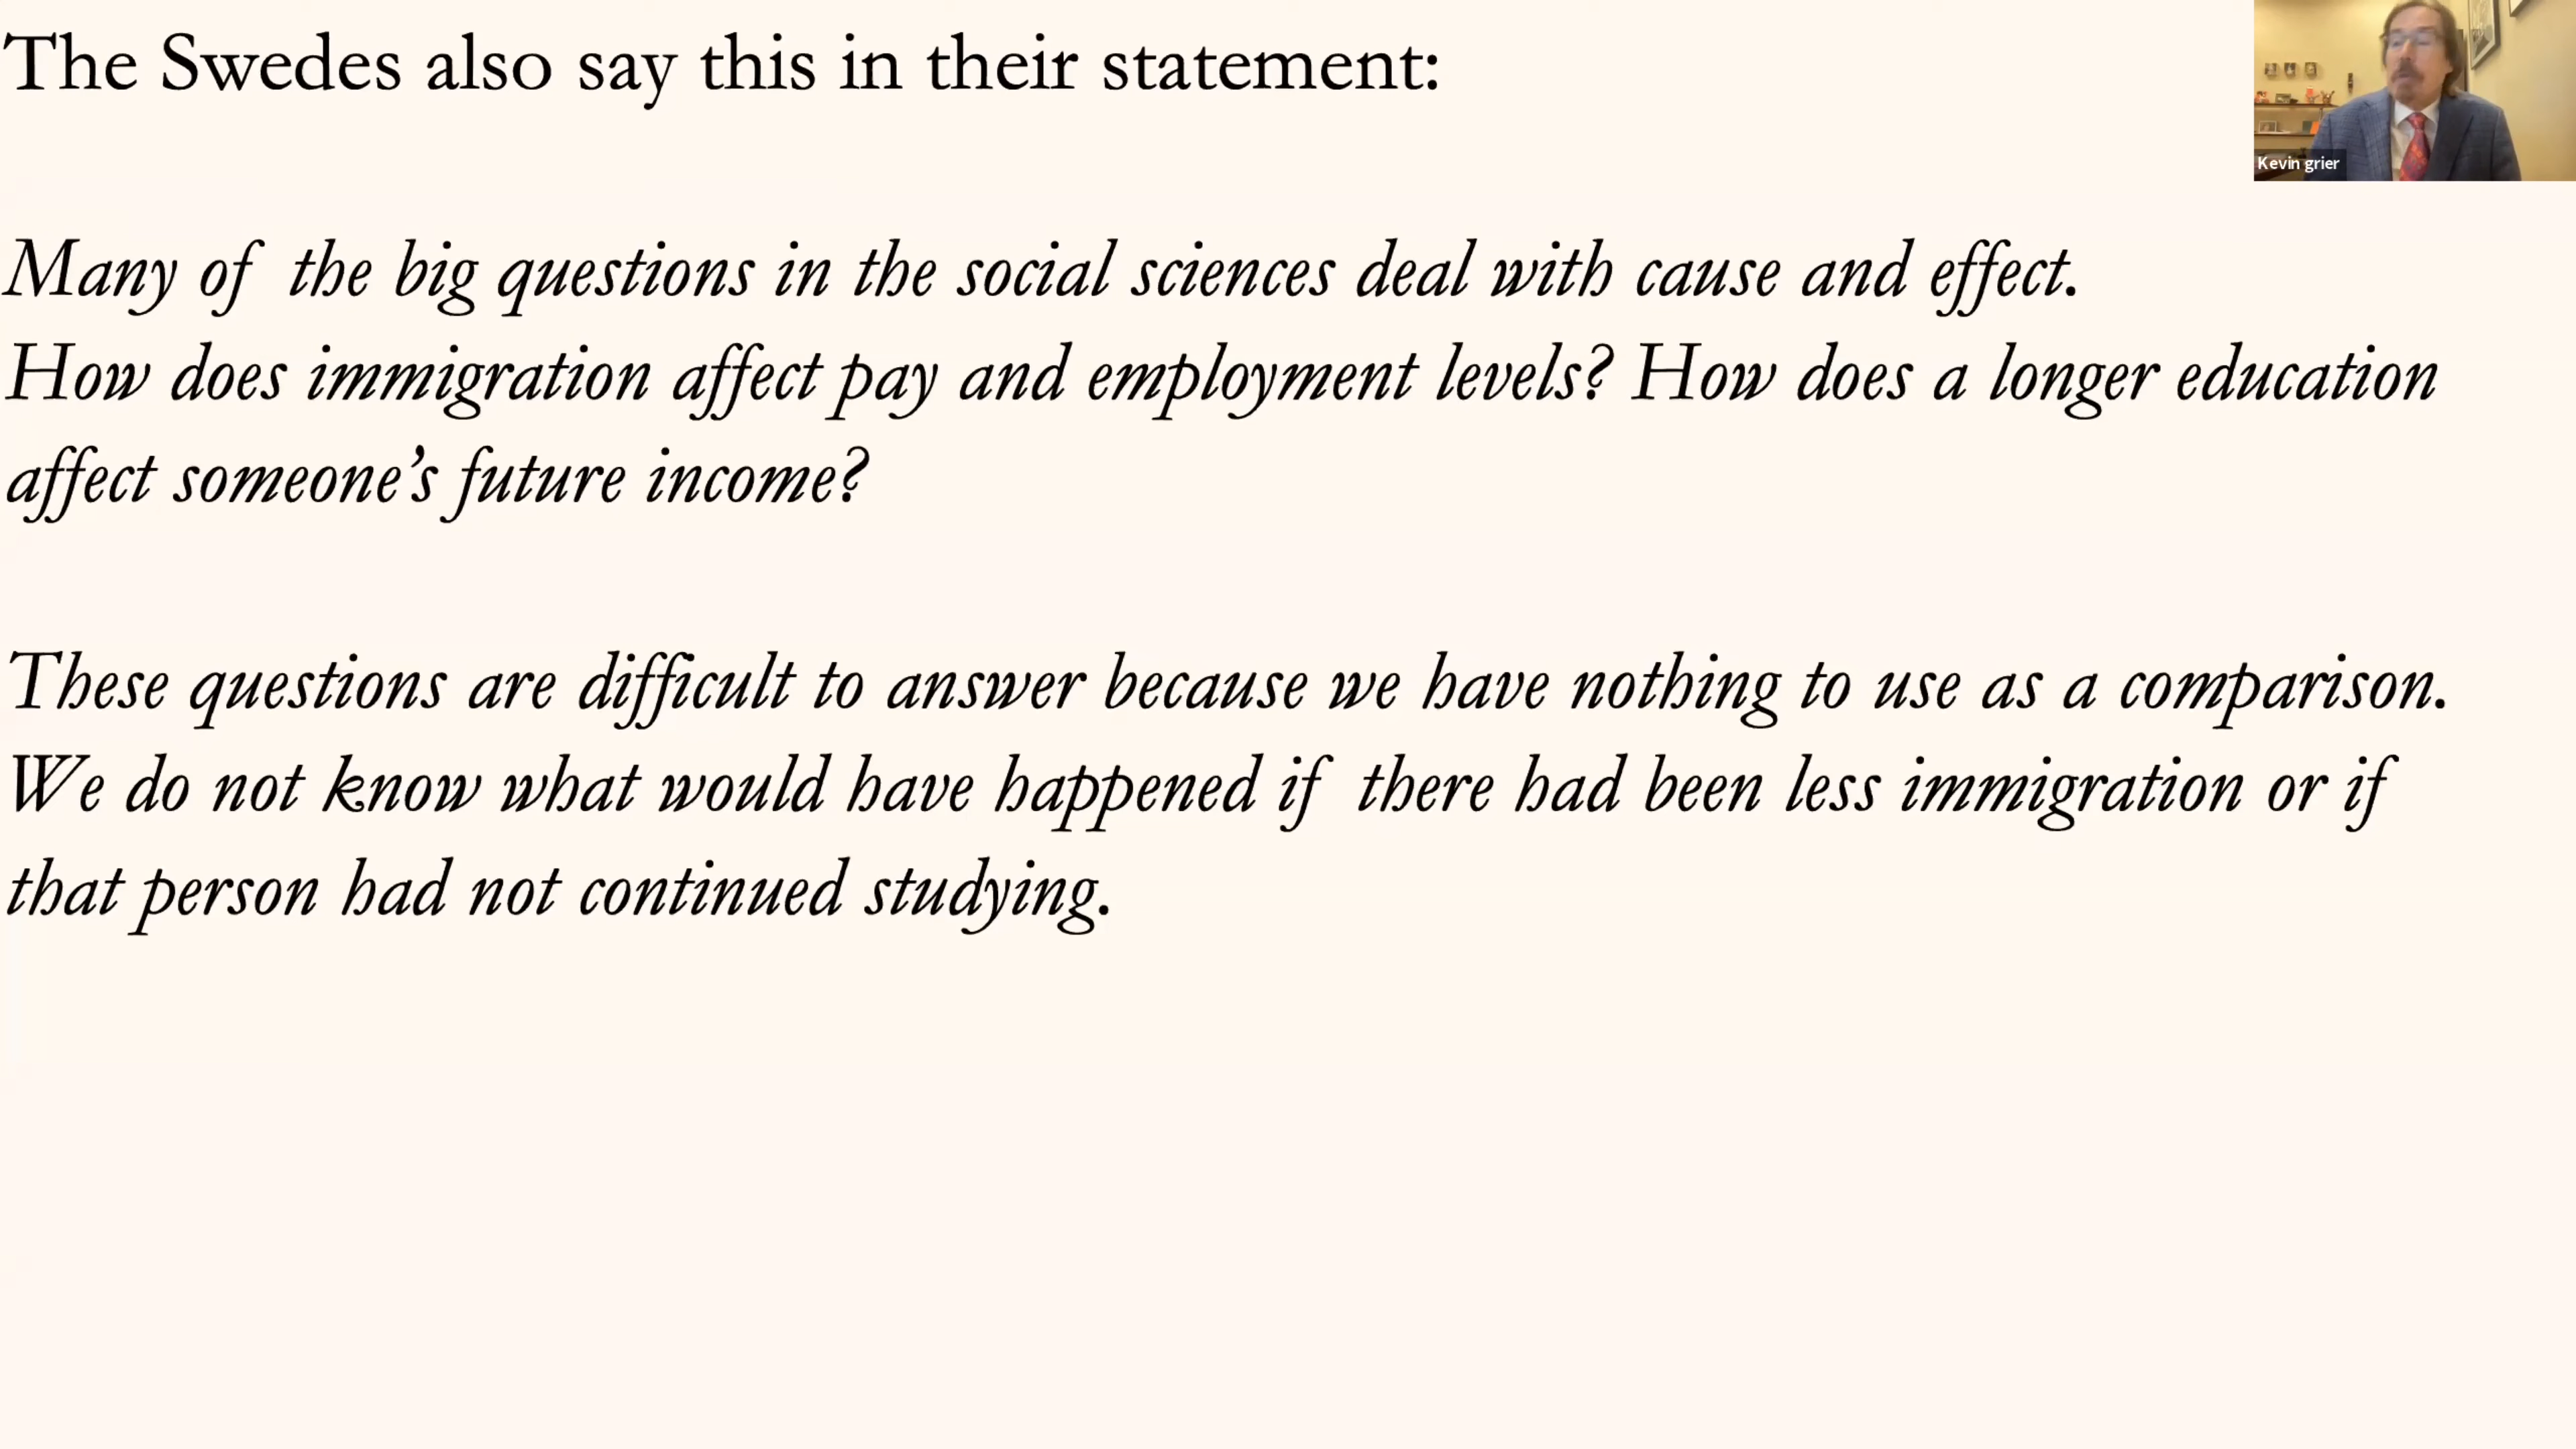 The Swedes also say this in their statement:
Kevin grier
Many of the big questions in the social sciences deal with cause and effect.
How does immigration affect pay and employment levels? How does a longer education
affect someone’s future income?
These questions are difficult to answer because we have nothing to use as a comparison.
We do not know what would have happened if there had been less immigration or if
that person had not continued studying.